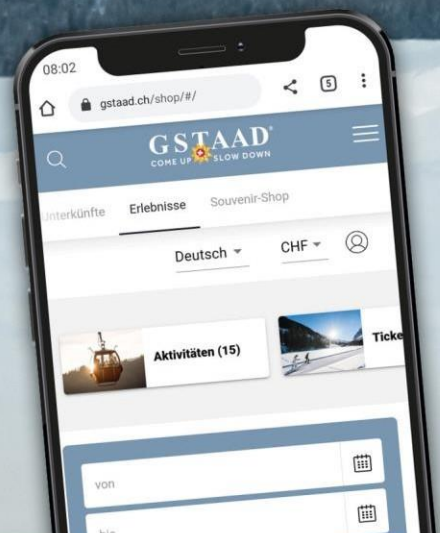 08:02
gstaad.ch/shop/#/
5
GSTAAD®
COME UP SLOW DOWN
Unterkünfte Erlebnisse Souvenir-Shop
Deutsch CHF
Aktivitäten (15)
Ticke
von
bis